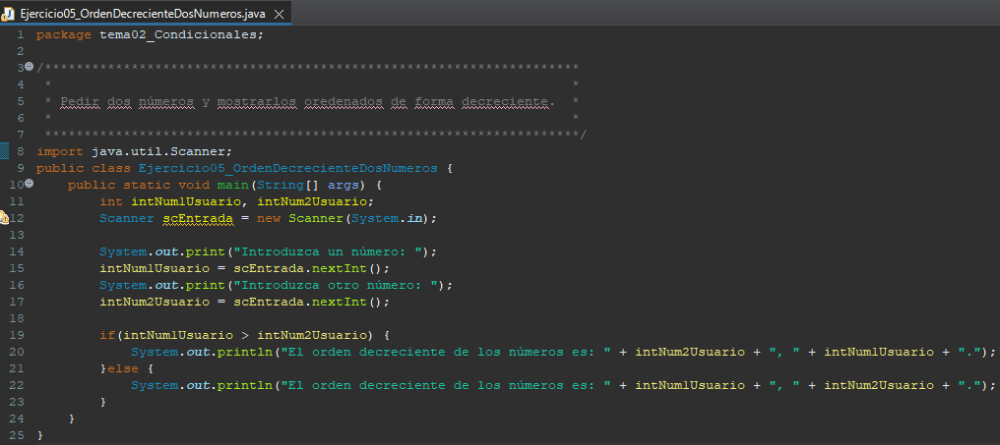 Ejercicio05_OrdenDecrecienteDosNumeros.java
1 package tema02_Condicionales;
2
3 /********************************************************************
4  *                                                                  *
5  * Pedir dos números y mostrarlos oredenados de forma decreciente.  *
6  *                                                                  *
7  ********************************************************************/
8 import java.util.Scanner;
9 public class Ejercicio05_OrdenDecrecienteDosNumeros {
10     public static void main(String[] args) {
11         int intNum1Usuario, intNum2Usuario;
12         Scanner scEntrada = new Scanner(System.in);
13
14         System.out.print("Introduzca un número: ");
15         intNum1Usuario = scEntrada.nextInt();
16         System.out.print("Introduzca otro número: ");
17         intNum2Usuario = scEntrada.nextInt();
18
19         if(intNum1Usuario > intNum2Usuario) {
20             System.out.println("El orden decreciente de los números es: " + intNum2Usuario + ", " + intNum1Usuario + ".");
21         }else {
22             System.out.println("El orden decreciente de los números es: " + intNum1Usuario + ", " + intNum2Usuario + ".");
23         }
24     }
25 }